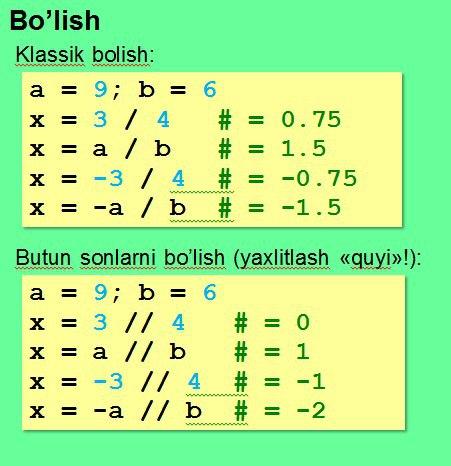 Bo’lish
Klassik bolish:
a = 9; b = 6
x = 3 / 4 # = 0.75
x = a / b # = 1.5
x = -3 / 4 # = -0.75
x = -a / b # = -1.5
Butun sonlarni bo’lish (yaxlitlash «quyi»!):
a = 9; b = 6
x = 3 // 4 # = 0
x = a // b # = 1
x = -3 // 4 # = -1
x = -a // b # = -2